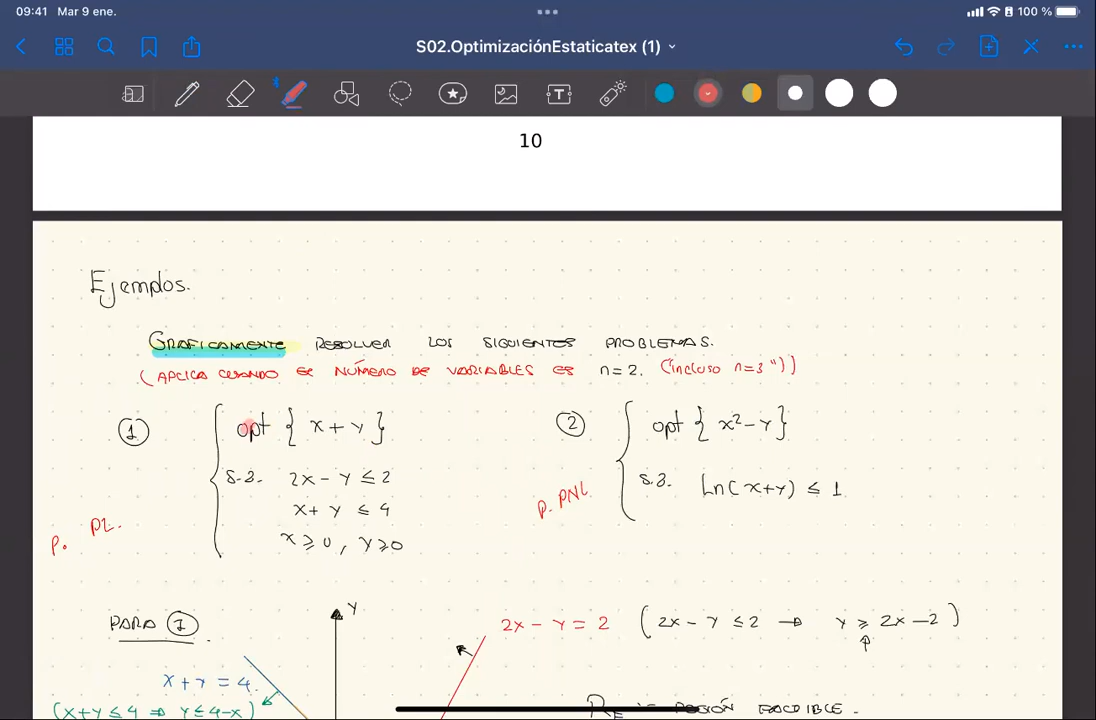 09:41 Mar 9 ene.
100 %
S02.OptimizaciónEstaticatex (1)
10
Ejemplos.
GRAFICAMENTE RESOLVER LOS SIGUIENTES PROBLEMAS.
(APLICA CUANDO EL NÚMERO DE VARIABLES ES n=2. (incluso n=3"))
① opt { x + y }
s.a. 2x - y ≤ 2
x + y ≤ 4
x ≥ 0, y ≥ 0
P. PL.
② opt { x² - y }
s.a. Ln(x+y) ≤ 1
P. PNL
PARA ①
y
2x - y = 2 (2x - y ≤ 2 → y ≥ 2x - 2)
x + y = 4.
(x+y ≤ 4 ⇒ y ≤ 4-x)
FACTIBLE.